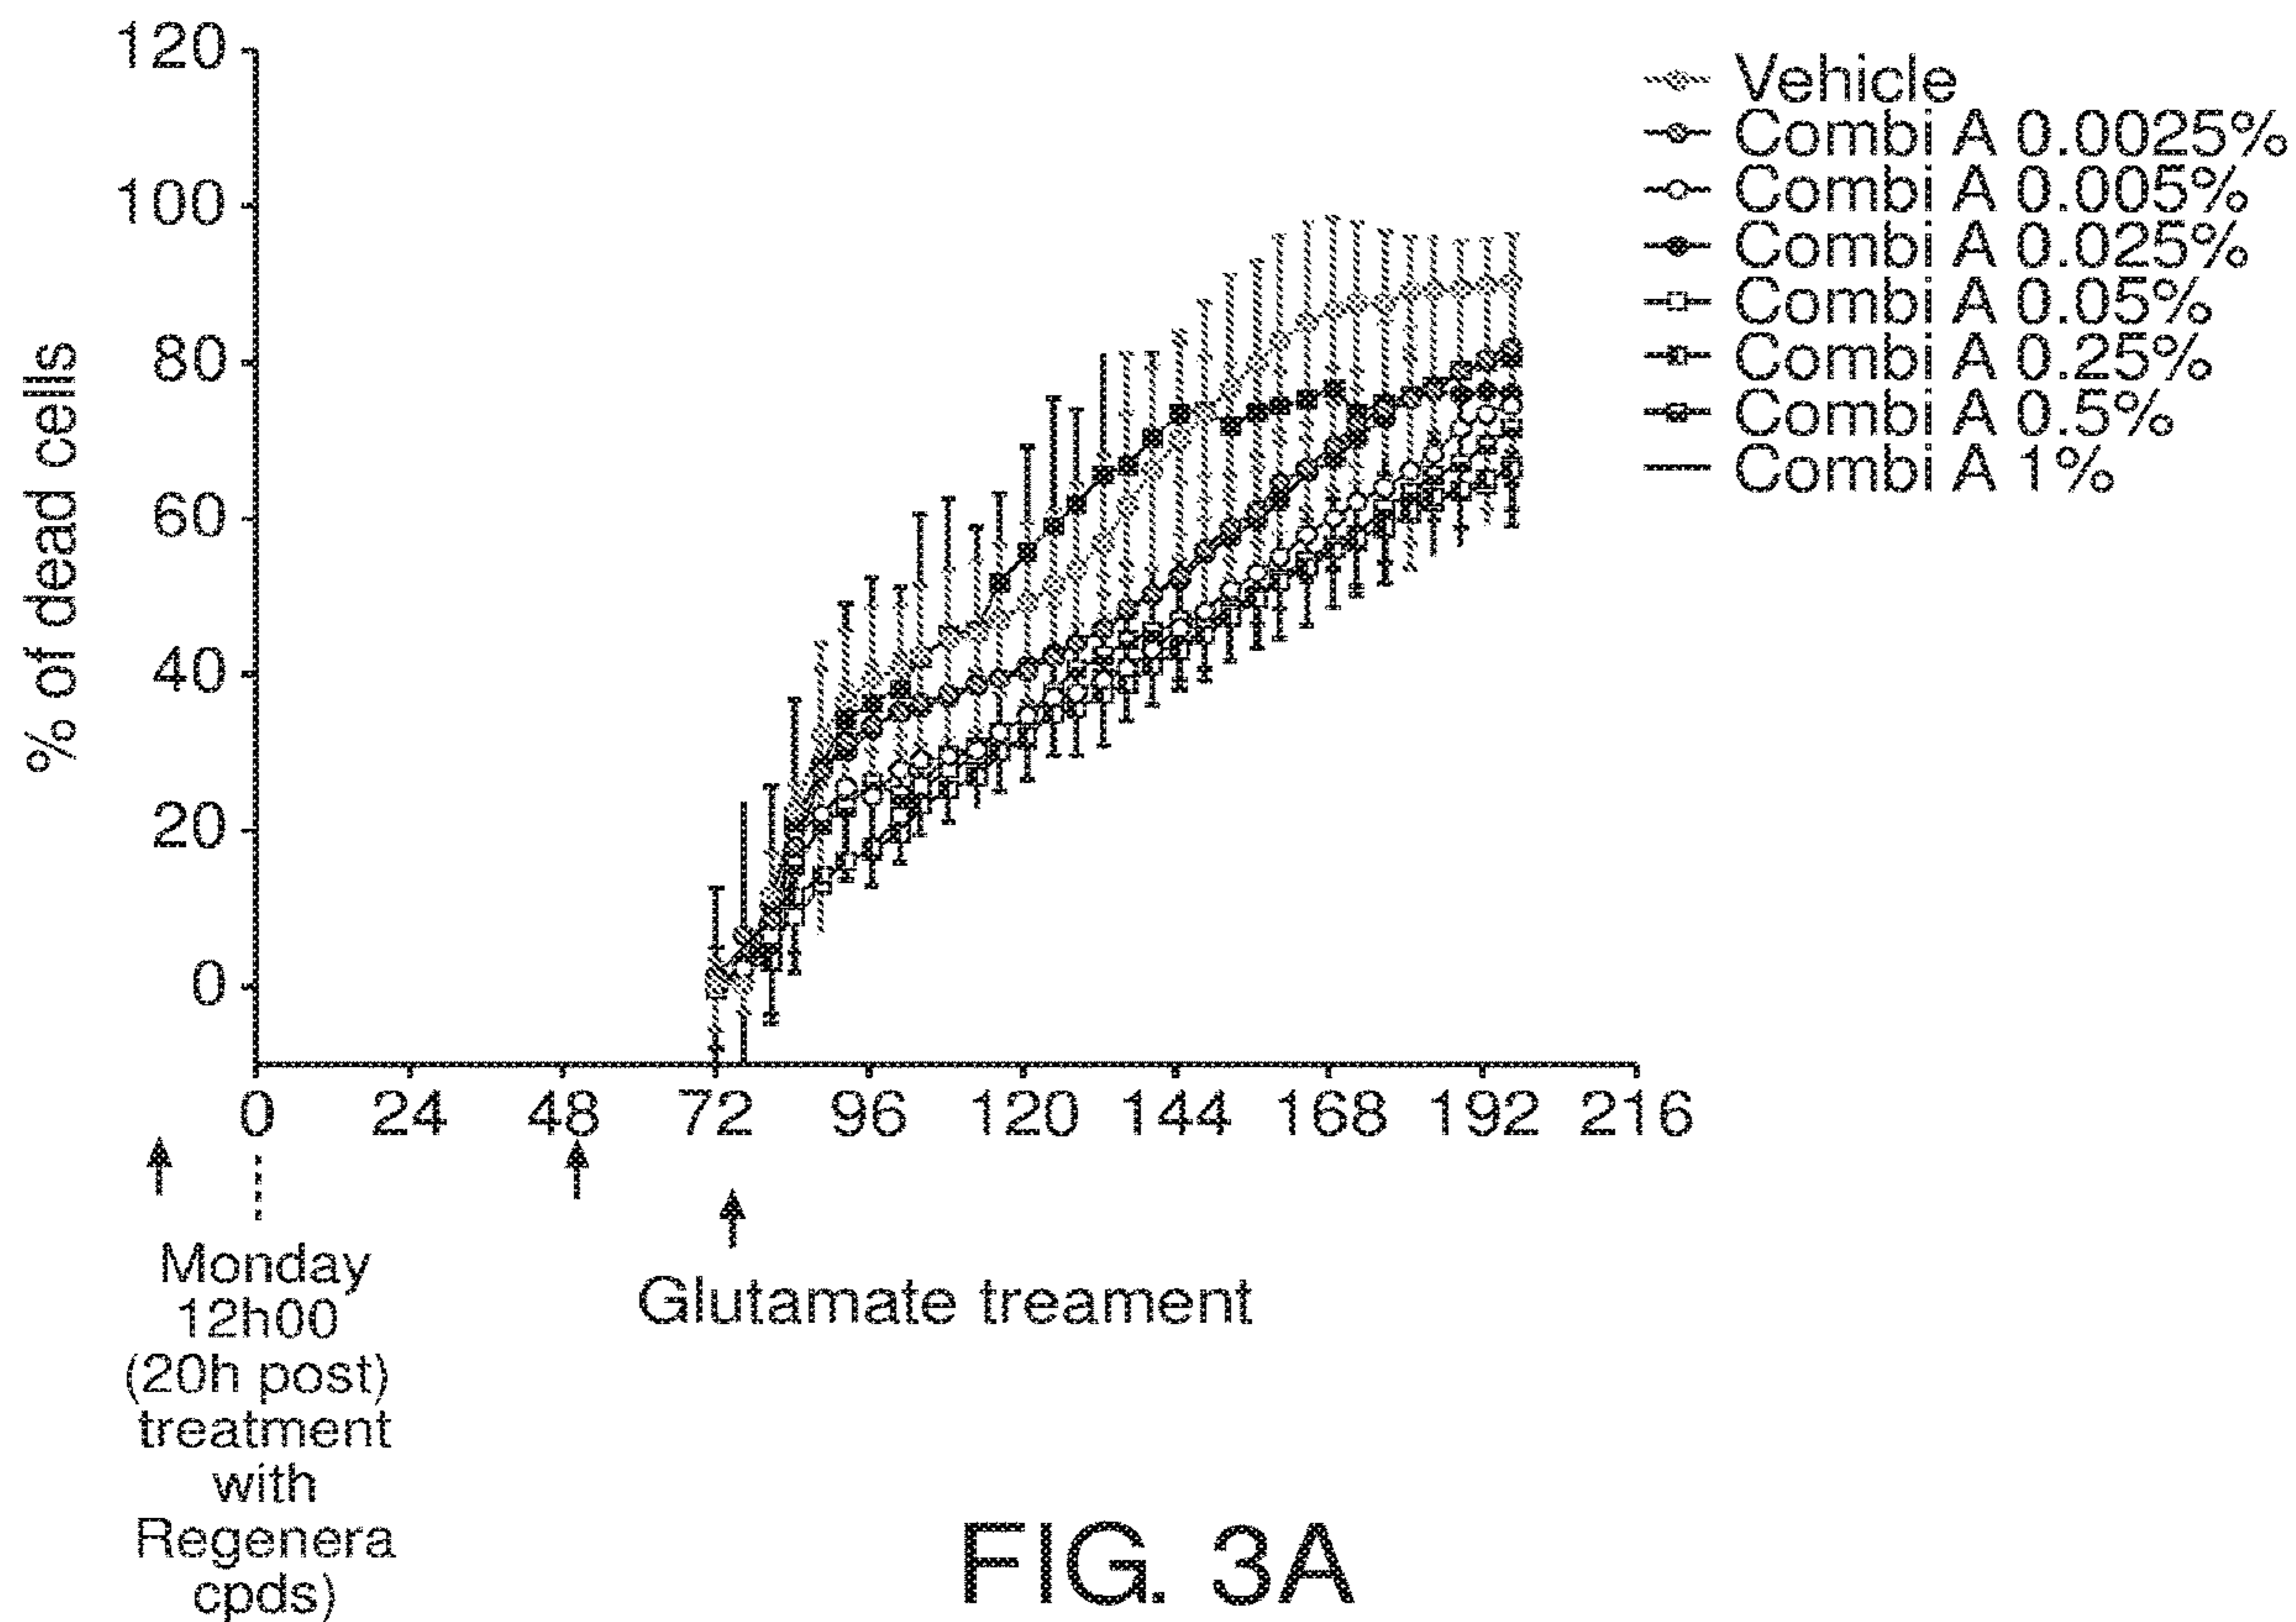 120
100
80
60
40
20
0
% of dead cells
Vehicle
Combi A 0.0025%
Combi A 0.005%
Combi A 0.025%
Combi A 0.05%
Combi A 0.25%
Combi A 0.5%
Combi A 1%
0 24 48 72 96 120 144 168 192 216
Monday
12h00
(20h post)
treatment
with
Regenera
cpds)
Glutamate treament
FIG. 3A